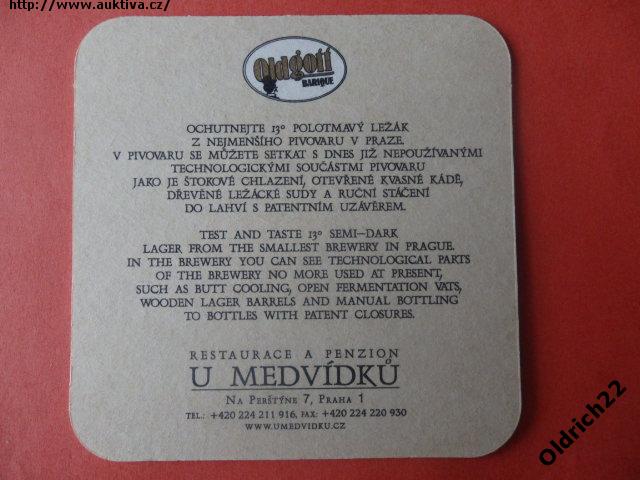 http://www.auktiva.cz/
Oldgott
BARIQUE
OCHUTNEJTE 13° POLOTMAVÝ LEŽÁK
Z NEJMENŠÍHO PIVOVARU V PRAZE.
V PIVOVARU SE MŮŽETE SETKAT S DNES JIŽ NEPOUŽÍVANÝMI
TECHNOLOGICKÝMI SOUČÁSTMI PIVOVARU
JAKO JE ŠTOKOVÉ CHLAZENÍ, OTEVŘENÉ KVASNÉ KÁDĚ,
DŘEVĚNÉ LEŽÁCKÉ SUDY A RUČNÍ STÁČENÍ
DO LAHVÍ S PATENTNÍM UZÁVĚREM.
TEST AND TASTE 13° SEMI-DARK
LAGER FROM THE SMALLEST BREWERY IN PRAGUE.
IN THE BREWERY YOU CAN SEE TECHNOLOGICAL PARTS
OF THE BREWERY NO MORE USED AT PRESENT,
SUCH AS BUTT COOLING, OPEN FERMENTATION VATS,
WOODEN LAGER BARRELS AND MANUAL BOTTLING
TO BOTTLES WITH PATENT CLOSURES.
RESTAURACE A PENZION
U MEDVÍDKŮ
NA PERŠTÝNE 7, PRAHA 1
TEL.: +420 224 211 916, FAX: +420 224 220 930
WWW.UMEDVIDKU.CZ
Oldrich22